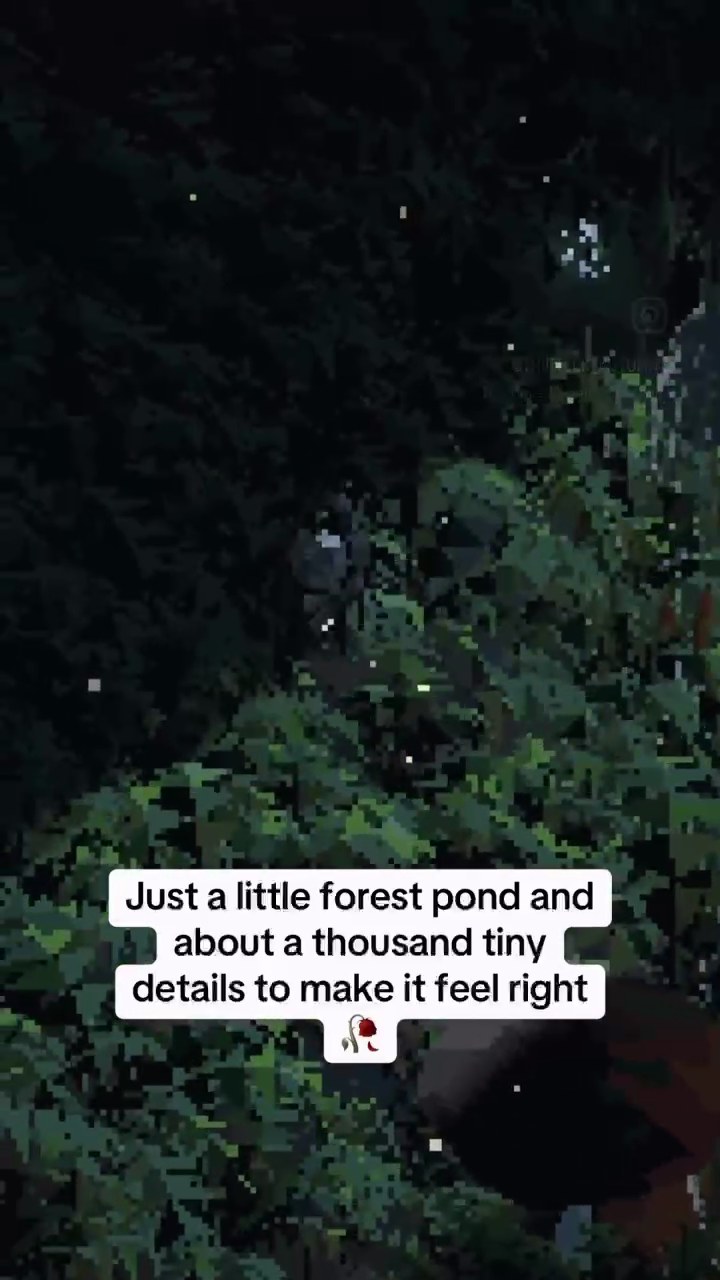 Just a little forest pond and
about a thousand tiny
details to make it feel right
🥀